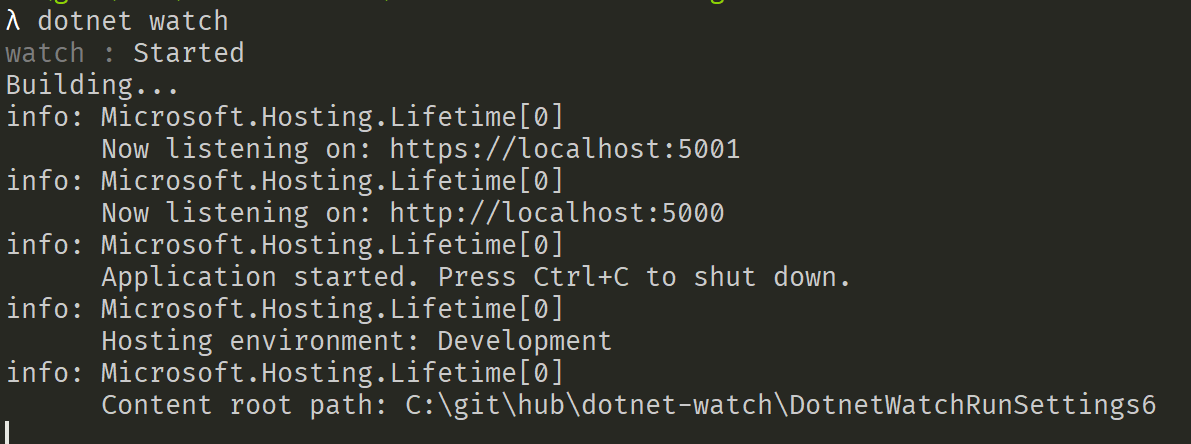 λ dotnet watch
watch : Started
Building...
info: Microsoft.Hosting.Lifetime[0]
      Now listening on: https://localhost:5001
info: Microsoft.Hosting.Lifetime[0]
      Now listening on: http://localhost:5000
info: Microsoft.Hosting.Lifetime[0]
      Application started. Press Ctrl+C to shut down.
info: Microsoft.Hosting.Lifetime[0]
      Hosting environment: Development
info: Microsoft.Hosting.Lifetime[0]
      Content root path: C:\git\hub\dotnet-watch\DotnetWatchRunSettings6